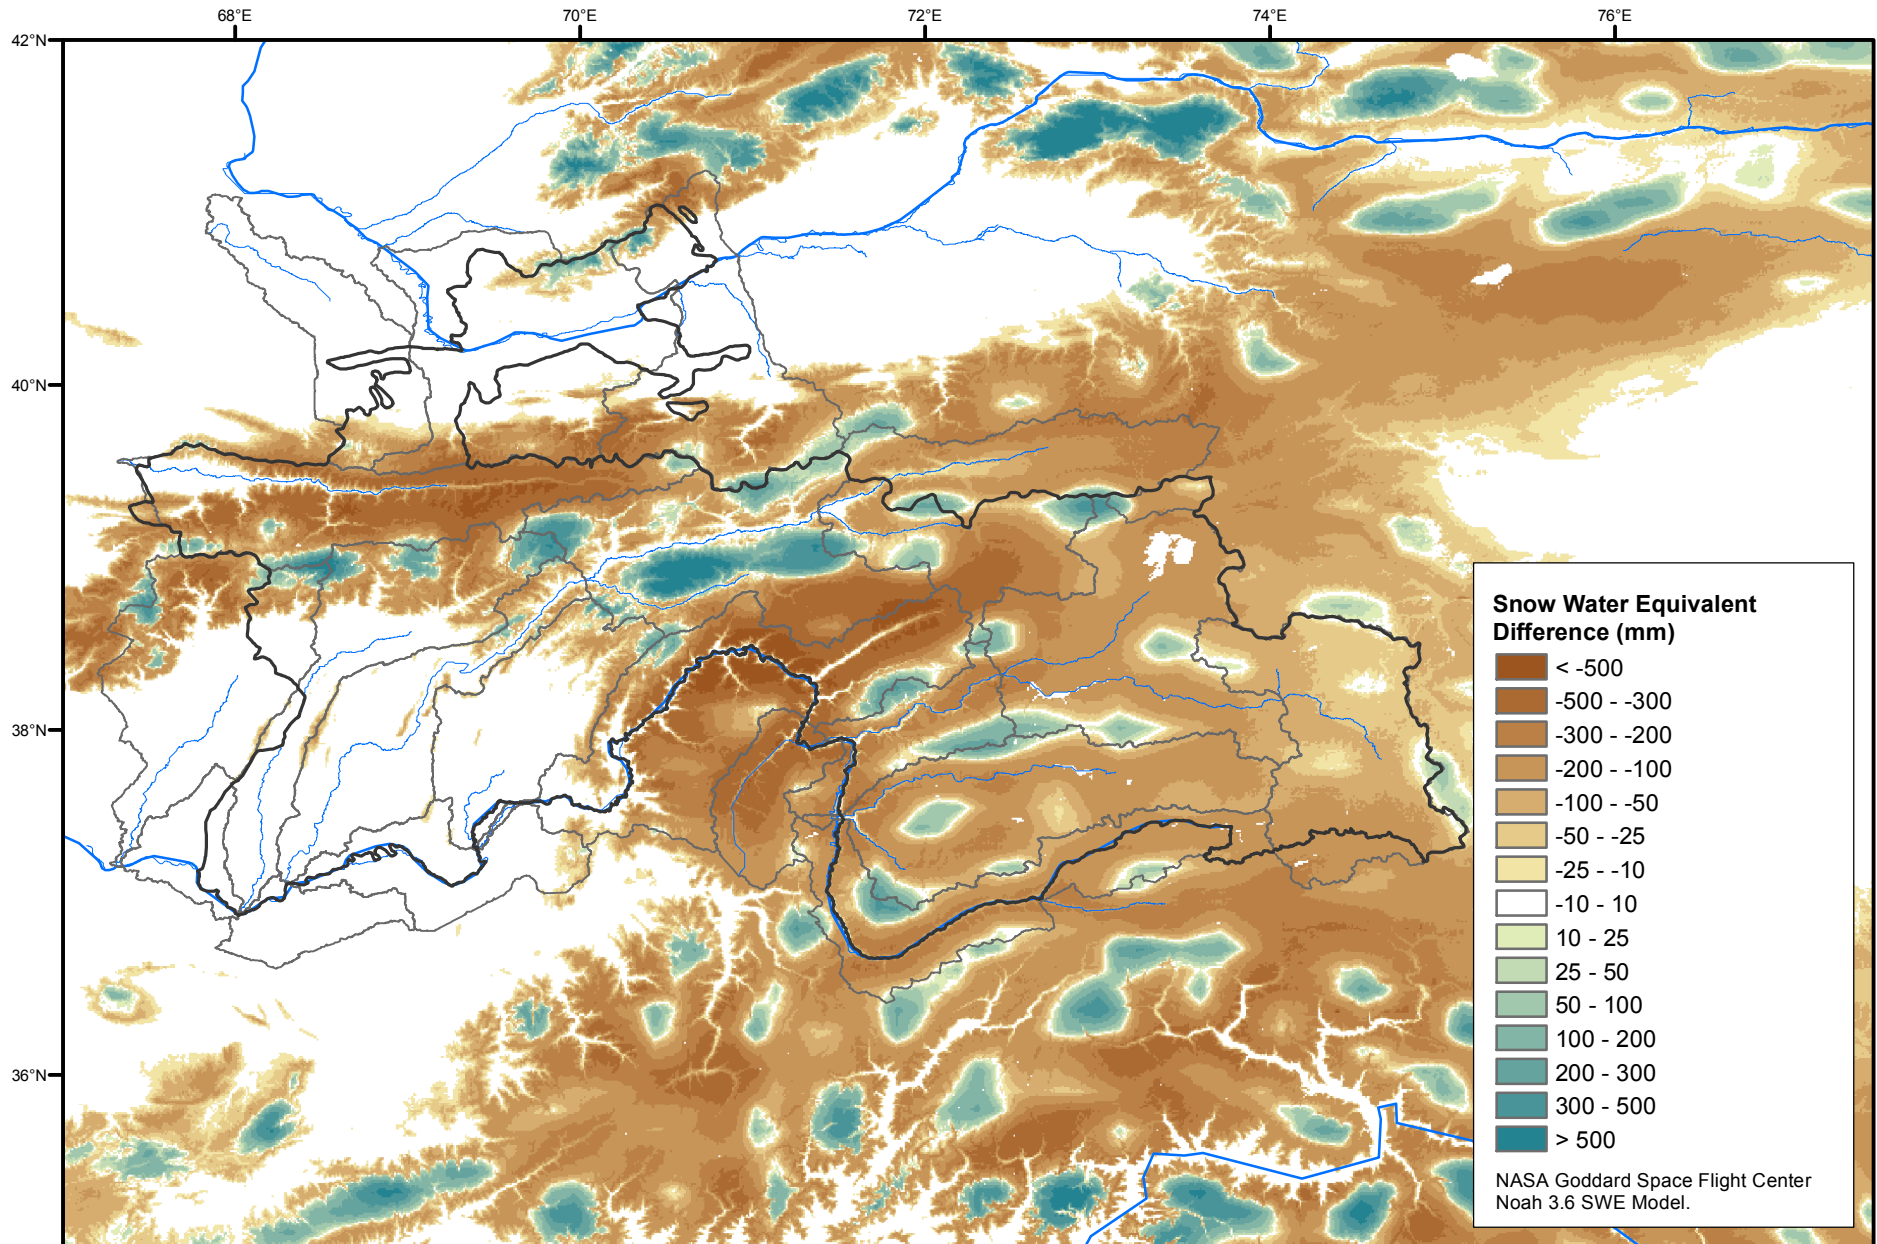 68°E
70°E
72°E
74°E
76°E
42°N
40°N
38°N
36°N
Snow Water Equivalent
Difference (mm)
< -500
-500 - -300
-300 - -200
-200 - -100
-100 - -50
-50 - -25
-25 - -10
-10 - 10
10 - 25
25 - 50
50 - 100
100 - 200
200 - 300
300 - 500
> 500
NASA Goddard Space Flight Center
Noah 3.6 SWE Model.